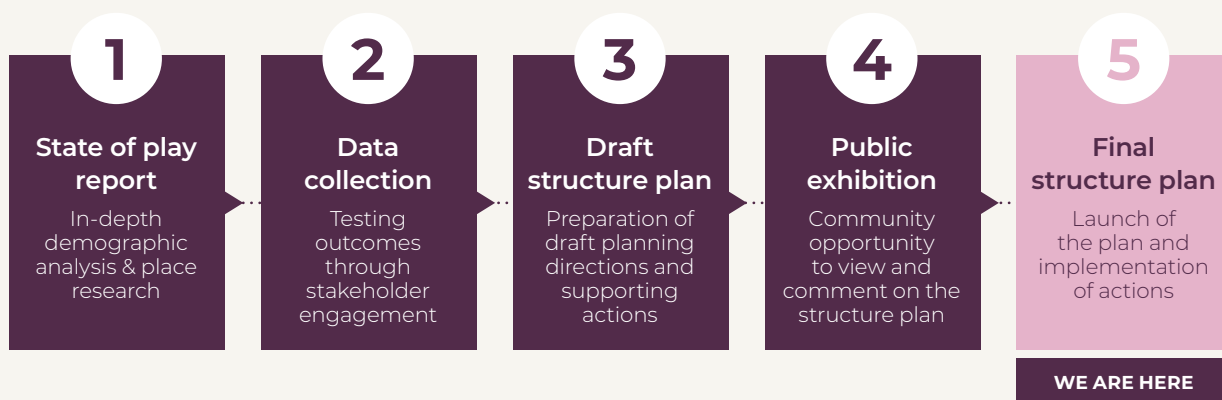 1
State of play
report
In-depth
demographic
analysis & place
research
2
Data
collection
Testing
outcomes
through
stakeholder
engagement
3
Draft
structure plan
Preparation of
draft planning
directions and
supporting
actions
4
Public
exhibition
Community
opportunity
to view and
comment on the
structure plan
5
Final
structure plan
Launch of
the plan and
implementation
of actions
WE ARE HERE